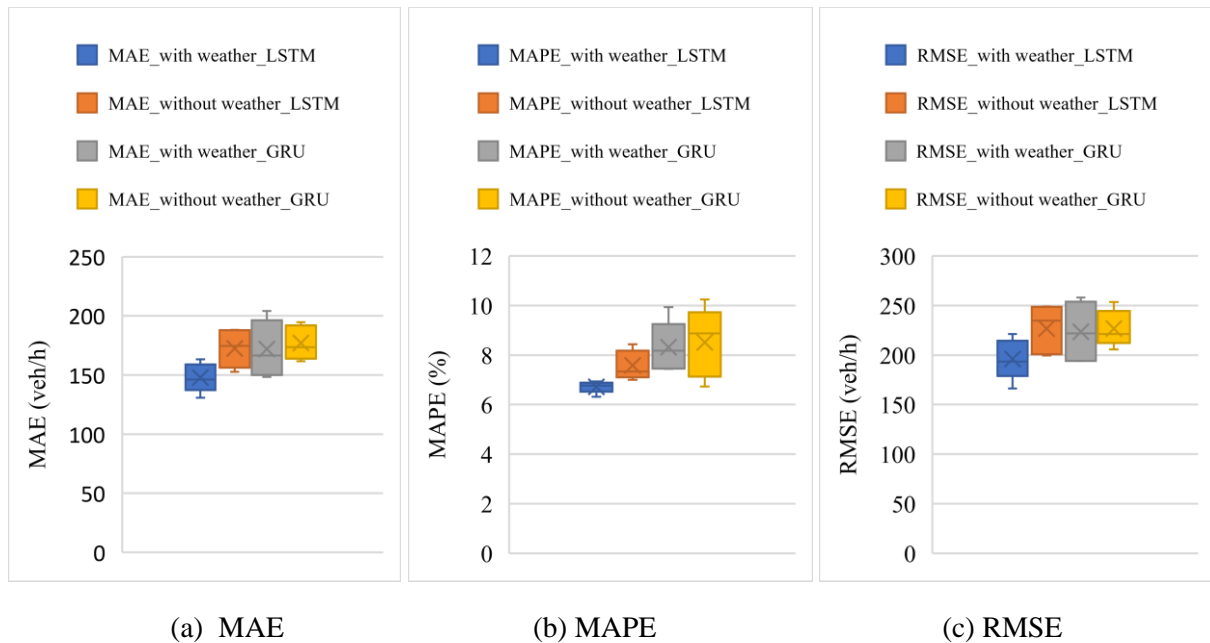 MAE_with weather_LSTM
MAE_without weather_LSTM
MAE_with weather_GRU
MAE_without weather_GRU
250
200
150
100
50
0
MAE (veh/h)
MAPE_with weather_LSTM
MAPE_without weather_LSTM
MAPE_with weather_GRU
MAPE_without weather_GRU
12
10
8
6
4
2
0
MAPE (%)
RMSE_with weather_LSTM
RMSE_without weather_LSTM
RMSE_with weather_GRU
RMSE_without weather_GRU
300
250
200
150
100
50
0
RMSE (veh/h)
(a) MAE
(b) MAPE
(c) RMSE